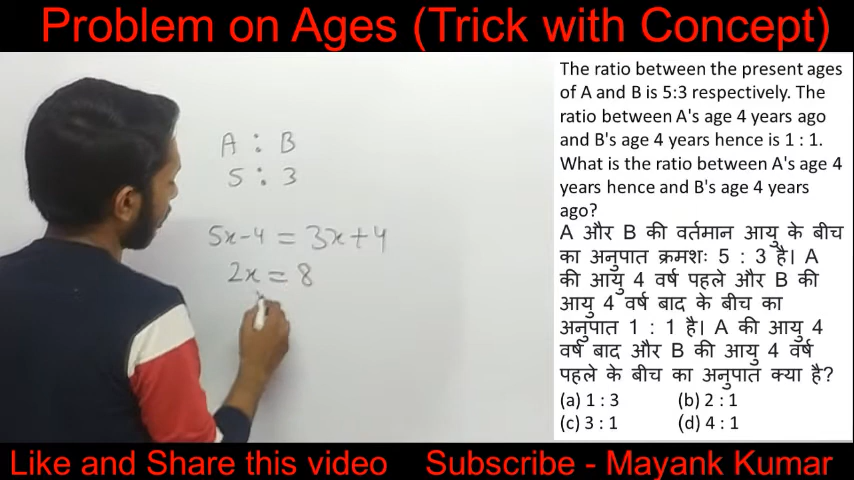 Problem on Ages (Trick with Concept)
A : B
5 : 3
5x-4 = 3x+4
2x = 8
The ratio between the present ages
of A and B is 5:3 respectively. The
ratio between A's age 4 years ago
and B's age 4 years hence is 1 : 1.
What is the ratio between A's age 4
years hence and B's age 4 years
ago?
A और B की वर्तमान आयु के बीच
का अनुपात क्रमशः 5 : 3 है। A
की आयु 4 वर्ष पहले और B की
आयु 4 वर्ष बाद के बीच का
अनुपात 1 : 1 है। A की आयु 4
वर्ष बाद और B की आयु 4 वर्ष
पहले के बीच का अनुपात क्या है?
(a) 1 : 3 (b) 2 : 1
(c) 3 : 1 (d) 4 : 1
Like and Share this video Subscribe - Mayank Kumar